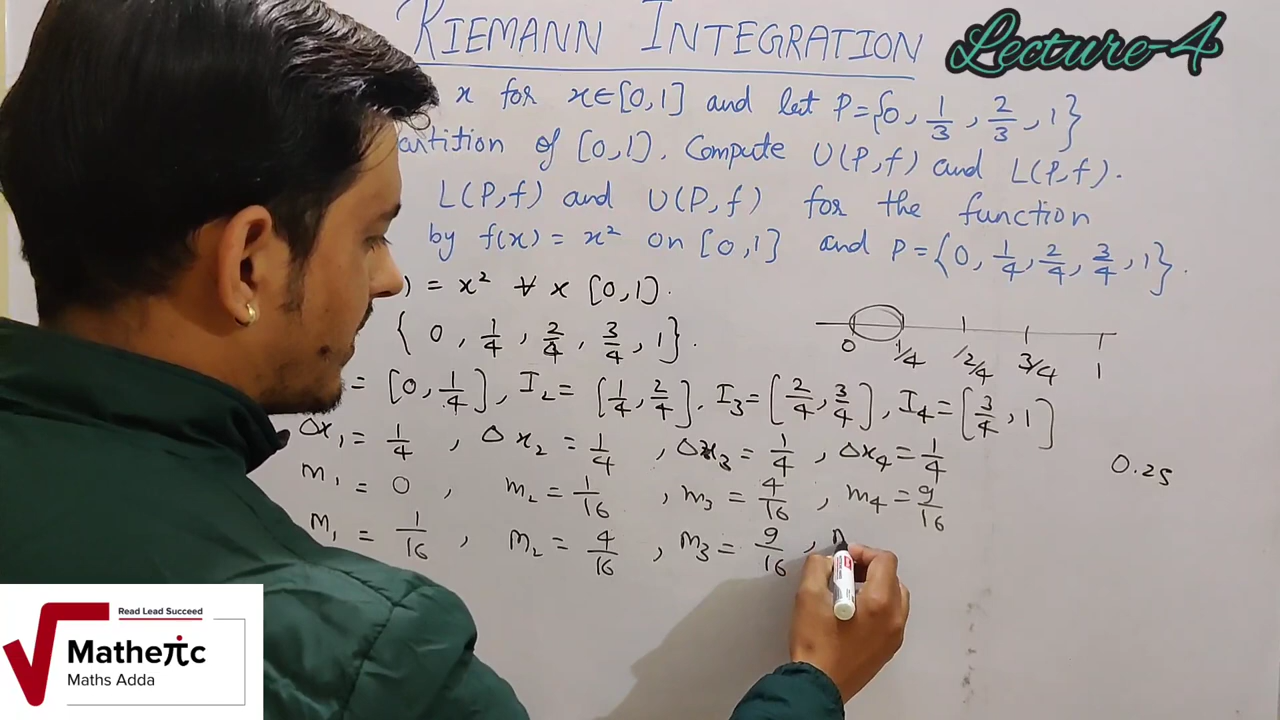 RIEMANN INTEGRATION
Lecture-4
x for x∈[0,1] and let P={0, 1/3, 2/3, 1}
artition of [0,1]. Compute U(P,f) and L(P,f).
L(P,f) and U(P,f) for the function
by f(x) = x² on [0,1] and P={0, 1/4, 2/4, 3/4, 1}.
) = x² ∀ x [0,1].
{0, 1/4, 2/4, 3/4, 1}.
0 1/4 1/2/4 3/4 1
= [0, 1/4], I₂= [1/4, 2/4], I₃=[2/4, 3/4], I₄=[3/4, 1]
Δx₁= 1/4, Δx₂=1/4, Δx₃=1/4, Δx₄=1/4
0.25
m₁ = 0, m₂=1/16, m₃=4/16, m₄=9/16
M₁ = 1/16, M₂ = 4/16, M₃=9/16,
Read Lead Succeed
Matheπc
Maths Adda